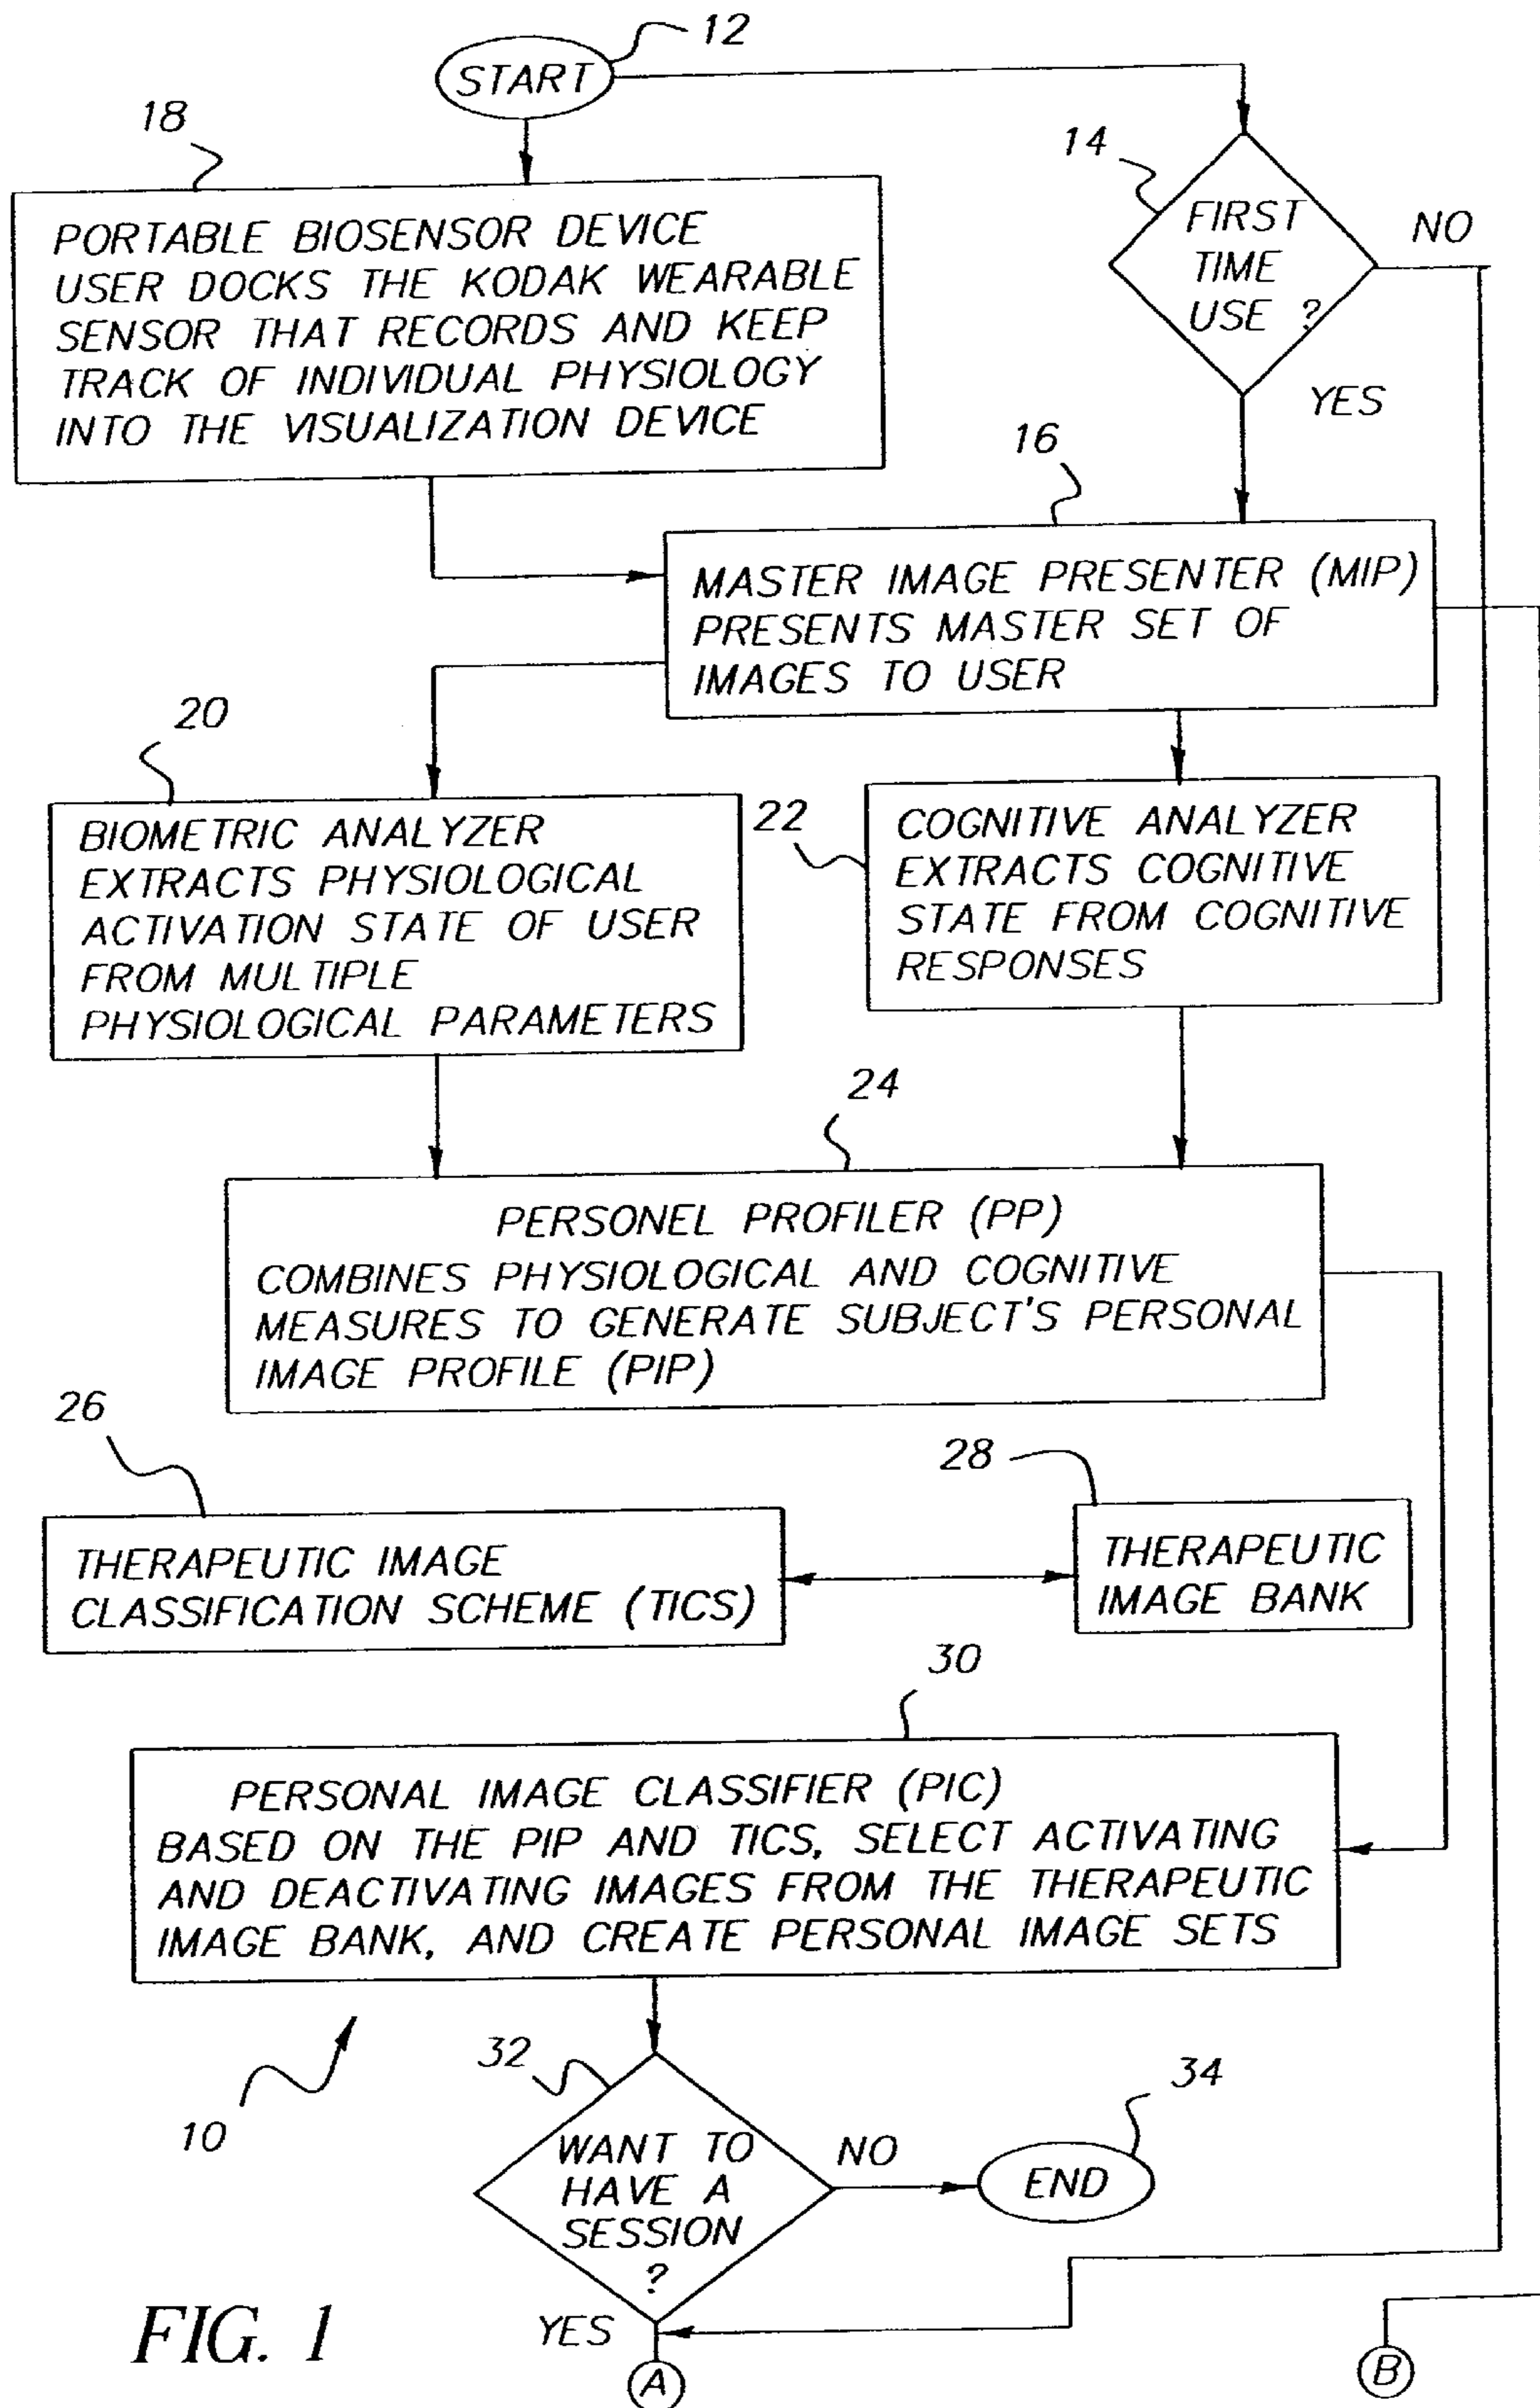 12
START
18
PORTABLE BIOSENSOR DEVICE
USER DOCKS THE KODAK WEARABLE
SENSOR THAT RECORDS AND KEEP
TRACK OF INDIVIDUAL PHYSIOLOGY
INTO THE VISUALIZATION DEVICE
14
FIRST
TIME
USE ?
NO
YES
16
MASTER IMAGE PRESENTER (MIP)
PRESENTS MASTER SET OF
IMAGES TO USER
20
BIOMETRIC ANALYZER
EXTRACTS PHYSIOLOGICAL
ACTIVATION STATE OF USER
FROM MULTIPLE
PHYSIOLOGICAL PARAMETERS
22
COGNITIVE ANALYZER
EXTRACTS COGNITIVE
STATE FROM COGNITIVE
RESPONSES
24
PERSONEL PROFILER (PP)
COMBINES PHYSIOLOGICAL AND COGNITIVE
MEASURES TO GENERATE SUBJECT'S PERSONAL
IMAGE PROFILE (PIP)
26
THERAPEUTIC IMAGE
CLASSIFICATION SCHEME (TICS)
28
THERAPEUTIC
IMAGE BANK
30
PERSONAL IMAGE CLASSIFIER (PIC)
BASED ON THE PIP AND TICS, SELECT ACTIVATING
AND DEACTIVATING IMAGES FROM THE THERAPEUTIC
IMAGE BANK, AND CREATE PERSONAL IMAGE SETS
10
32
WANT TO
HAVE A
SESSION
?
NO
34
END
YES
A
B
FIG. 1